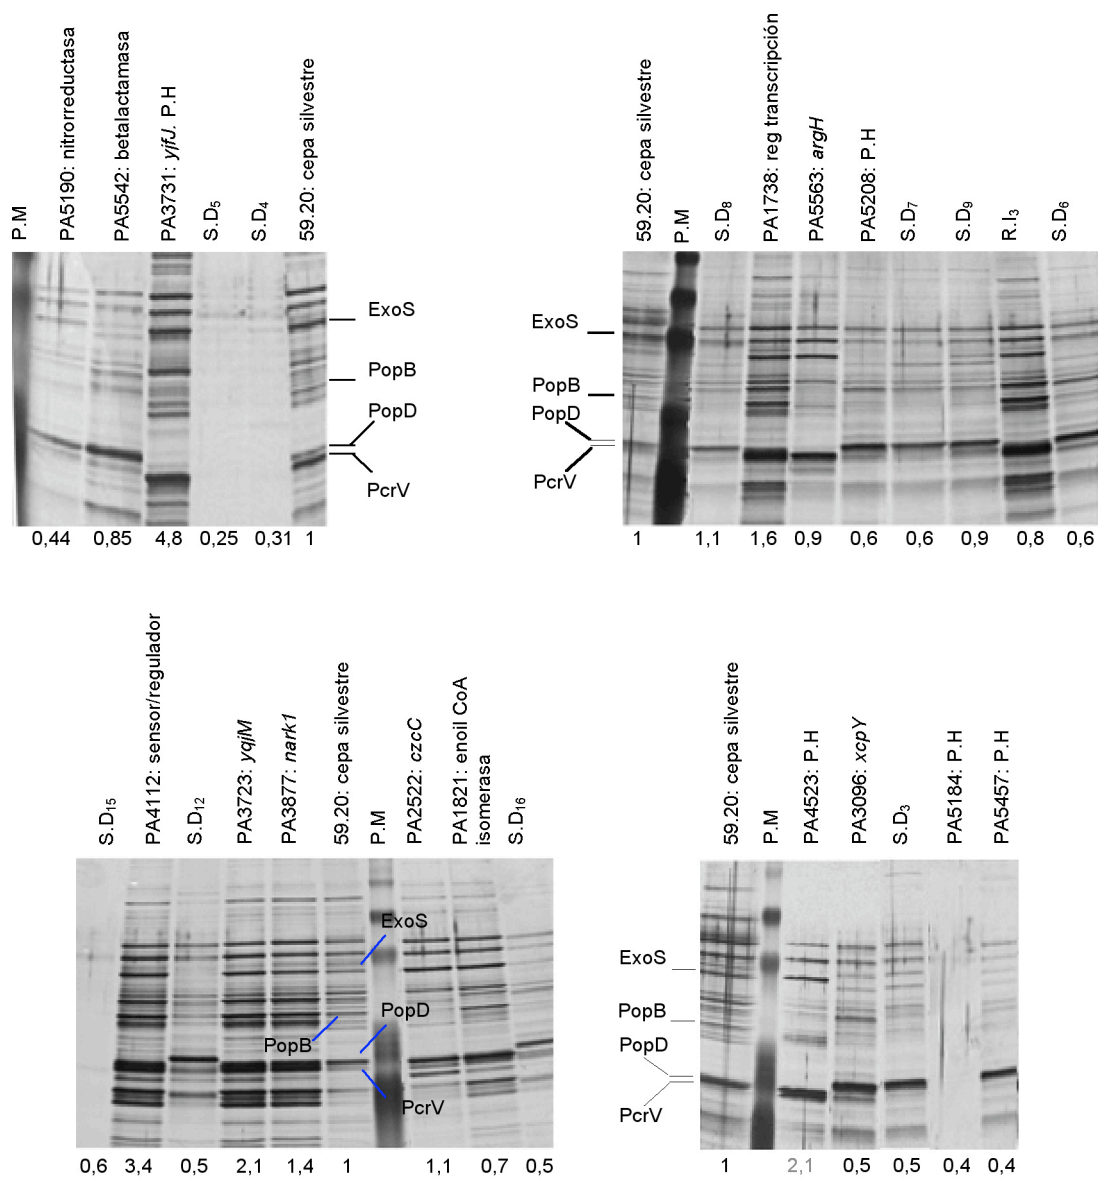 P.M
PA5190: nitrorreductasa
PA5542: betalactamasa
PA3731: yjfJ. P.H
S.D5
S.D4
59.20: cepa silvestre
ExoS
PopB
PopD
PcrV
0,44
0,85
4,8
0,25
0,31
1
59.20: cepa silvestre
P.M
S.D8
PA1738: reg transcripción
PA5563: argH
PA5208: P.H
S.D7
S.D9
R.I3
S.D6
ExoS
PopB
PopD
PcrV
1
1,1
1,6
0,9
0,6
0,6
0,9
0,8
0,6
S.D15
PA4112: sensor/regulador
S.D12
PA3723: yqjM
PA3877: nark1
59.20: cepa silvestre
P.M
PA2522: czcC
PA1821: enoil CoA
isomerasa
S.D16
ExoS
PopD
PopB
PcrV
0,6
3,4
0,5
2,1
1,4
1
1,1
0,7
0,5
59.20: cepa silvestre
P.M
PA4523: P.H
PA3096: xcpY
S.D3
PA5184: P.H
PA5457: P.H
ExoS
PopB
PopD
PcrV
1
2,1
0,5
0,5
0,4
0,4